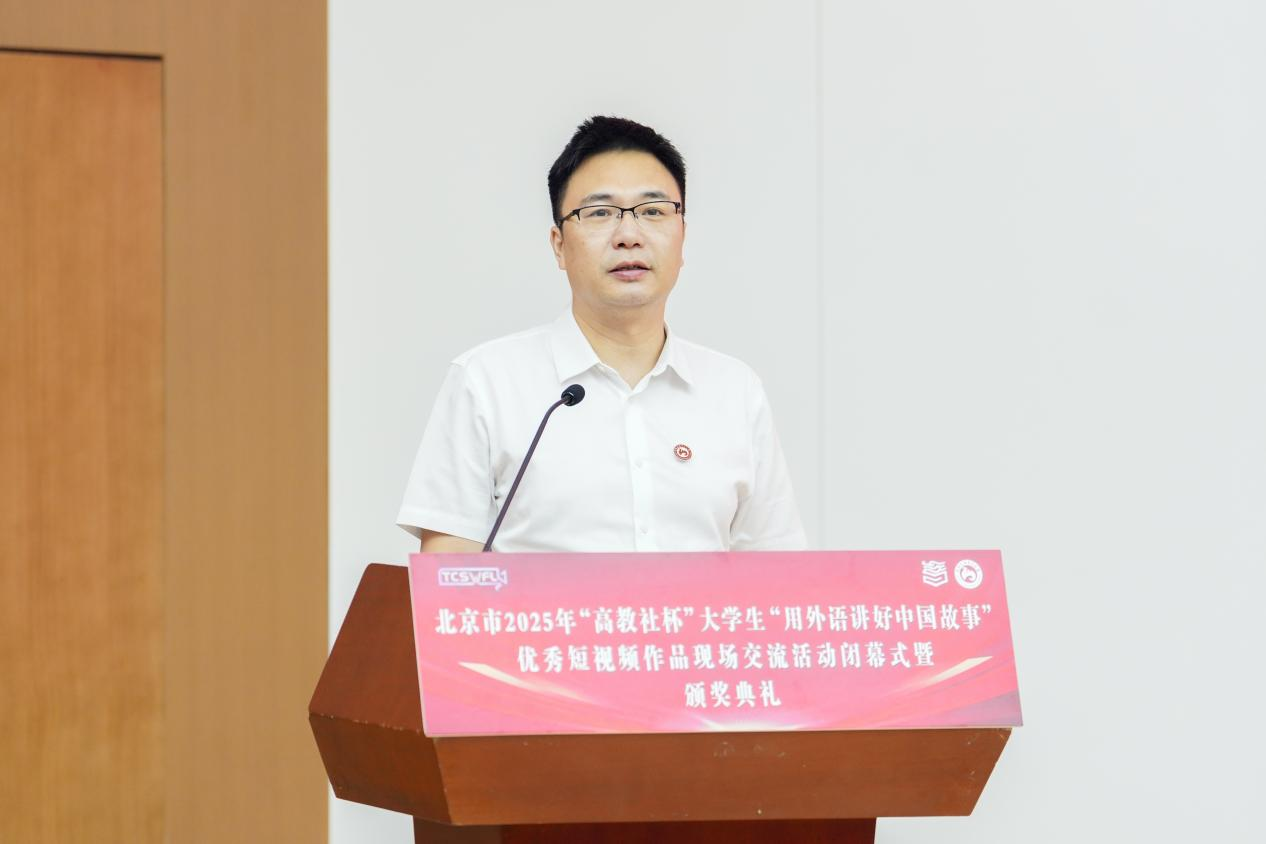 TCSWFL
北京市2025年“高教社杯”大学生“用外语讲好中国故事”
优秀短视频作品现场交流活动闭幕式暨
颁奖典礼